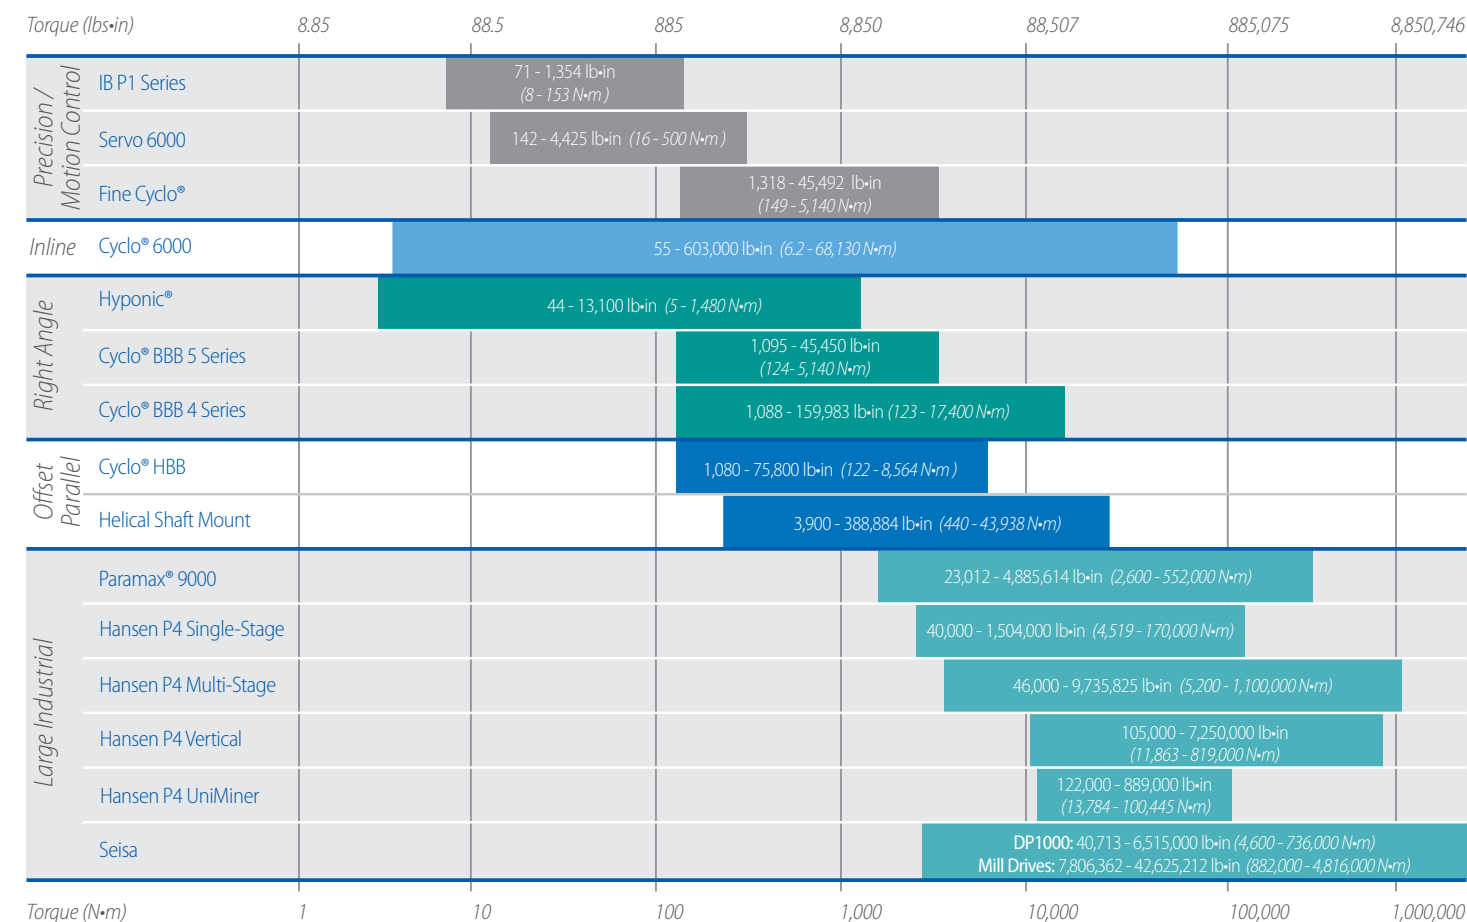 Torque (lbs•in) 8.85 88.5 885 8,850 88,507 885,075 8,850,746
Precision /
Motion Control
IB P1 Series
71 - 1,354 lb•in
(8 - 153 N•m )
Servo 6000
142 - 4,425 lb•in (16 - 500 N•m )
Fine Cyclo®
1,318 - 45,492 lb•in
(149 - 5,140 N•m)
Inline
Cyclo® 6000
55 - 603,000 lb•in (6.2 - 68,130 N•m)
Right Angle
Hyponic®
44 - 13,100 lb•in (5 - 1,480 N•m)
Cyclo® BBB 5 Series
1,095 - 45,450 lb•in
(124- 5,140 N•m)
Cyclo® BBB 4 Series
1,088 - 159,983 lb•in (123 - 17,400 N•m)
Offset
Parallel
Cyclo® HBB
1,080 - 75,800 lb•in (122 - 8,564 N•m )
Helical Shaft Mount
3,900 - 388,884 lb•in (440 - 43,938 N•m)
Large Industrial
Paramax® 9000
23,012 - 4,885,614 lb•in (2,600 - 552,000 N•m)
Hansen P4 Single-Stage
40,000 - 1,504,000 lb•in (4,519 - 170,000 N•m)
Hansen P4 Multi-Stage
46,000 - 9,735,825 lb•in (5,200 - 1,100,000 N•m)
Hansen P4 Vertical
105,000 - 7,250,000 lb•in
(11,863 - 819,000 N•m)
Hansen P4 UniMiner
122,000 - 889,000 lb•in
(13,784 - 100,445 N•m)
Seisa
DP1000: 40,713 - 6,515,000 lb•in (4,600 - 736,000 N•m)
Mill Drives: 7,806,362 - 42,625,212 lb•in (882,000 - 4,816,000 N•m)
Torque (N•m) 1 10 100 1,000 10,000 100,000 1,000,000